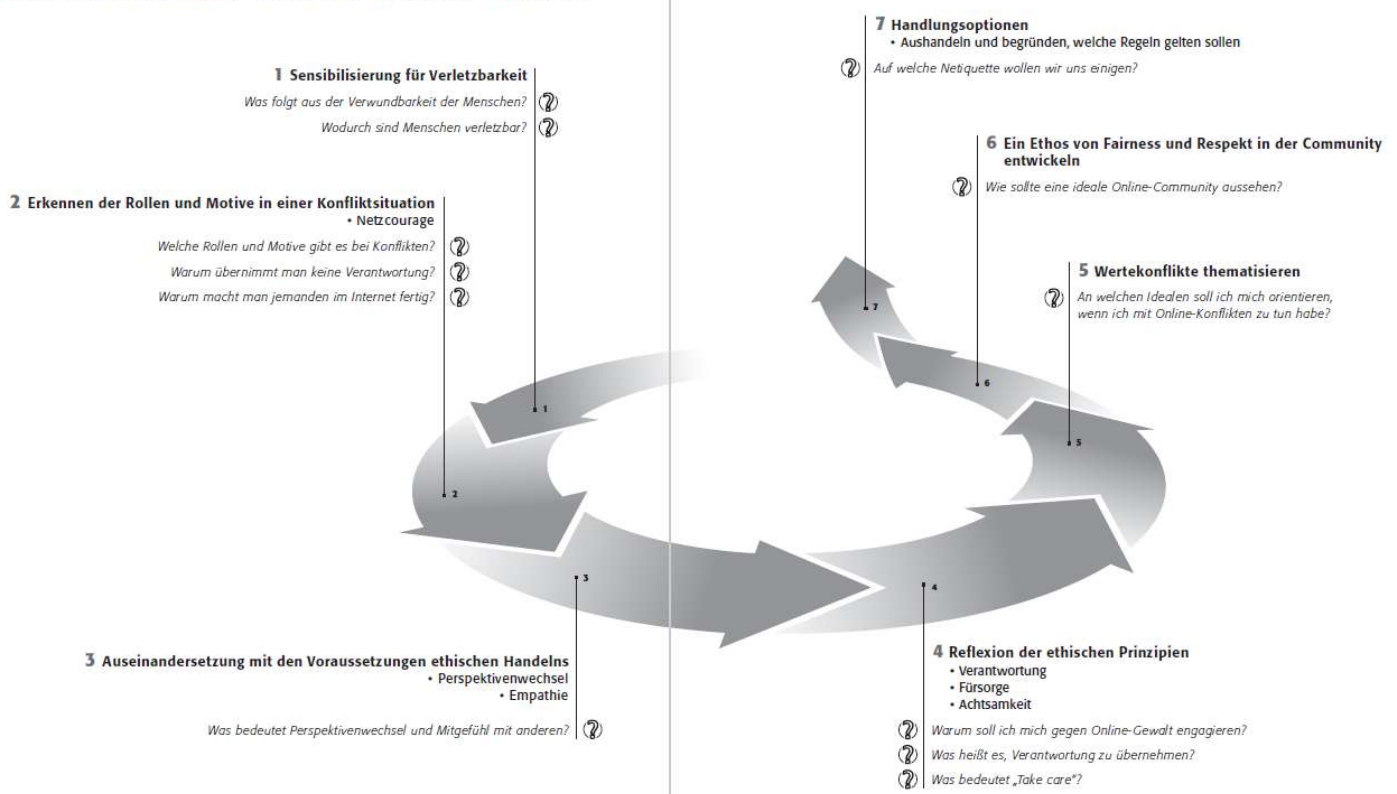 1 Sensibilisierung für Verletzbarkeit
Was folgt aus der Verwundbarkeit der Menschen?
Wodurch sind Menschen verletzbar?
2 Erkennen der Rollen und Motive in einer Konfliktsituation
• Netzcourage
Welche Rollen und Motive gibt es bei Konflikten?
Warum übernimmt man keine Verantwortung?
Warum macht man jemanden im Internet fertig?
3 Auseinandersetzung mit den Voraussetzungen ethischen Handelns
• Perspektivenwechsel
• Empathie
Was bedeutet Perspektivenwechsel und Mitgefühl mit anderen?
4 Reflexion der ethischen Prinzipien
• Verantwortung
• Fürsorge
• Achtsamkeit
Warum soll ich mich gegen Online-Gewalt engagieren?
Was heißt es, Verantwortung zu übernehmen?
Was bedeutet „Take care"?
5 Wertekonflikte thematisieren
An welchen Idealen soll ich mich orientieren,
wenn ich mit Online-Konflikten zu tun habe?
6 Ein Ethos von Fairness und Respekt in der Community
entwickeln
Wie sollte eine ideale Online-Community aussehen?
7 Handlungsoptionen
• Aushandeln und begründen, welche Regeln gelten sollen
Auf welche Netiquette wollen wir uns einigen?
1
2
3
4
5
6
7